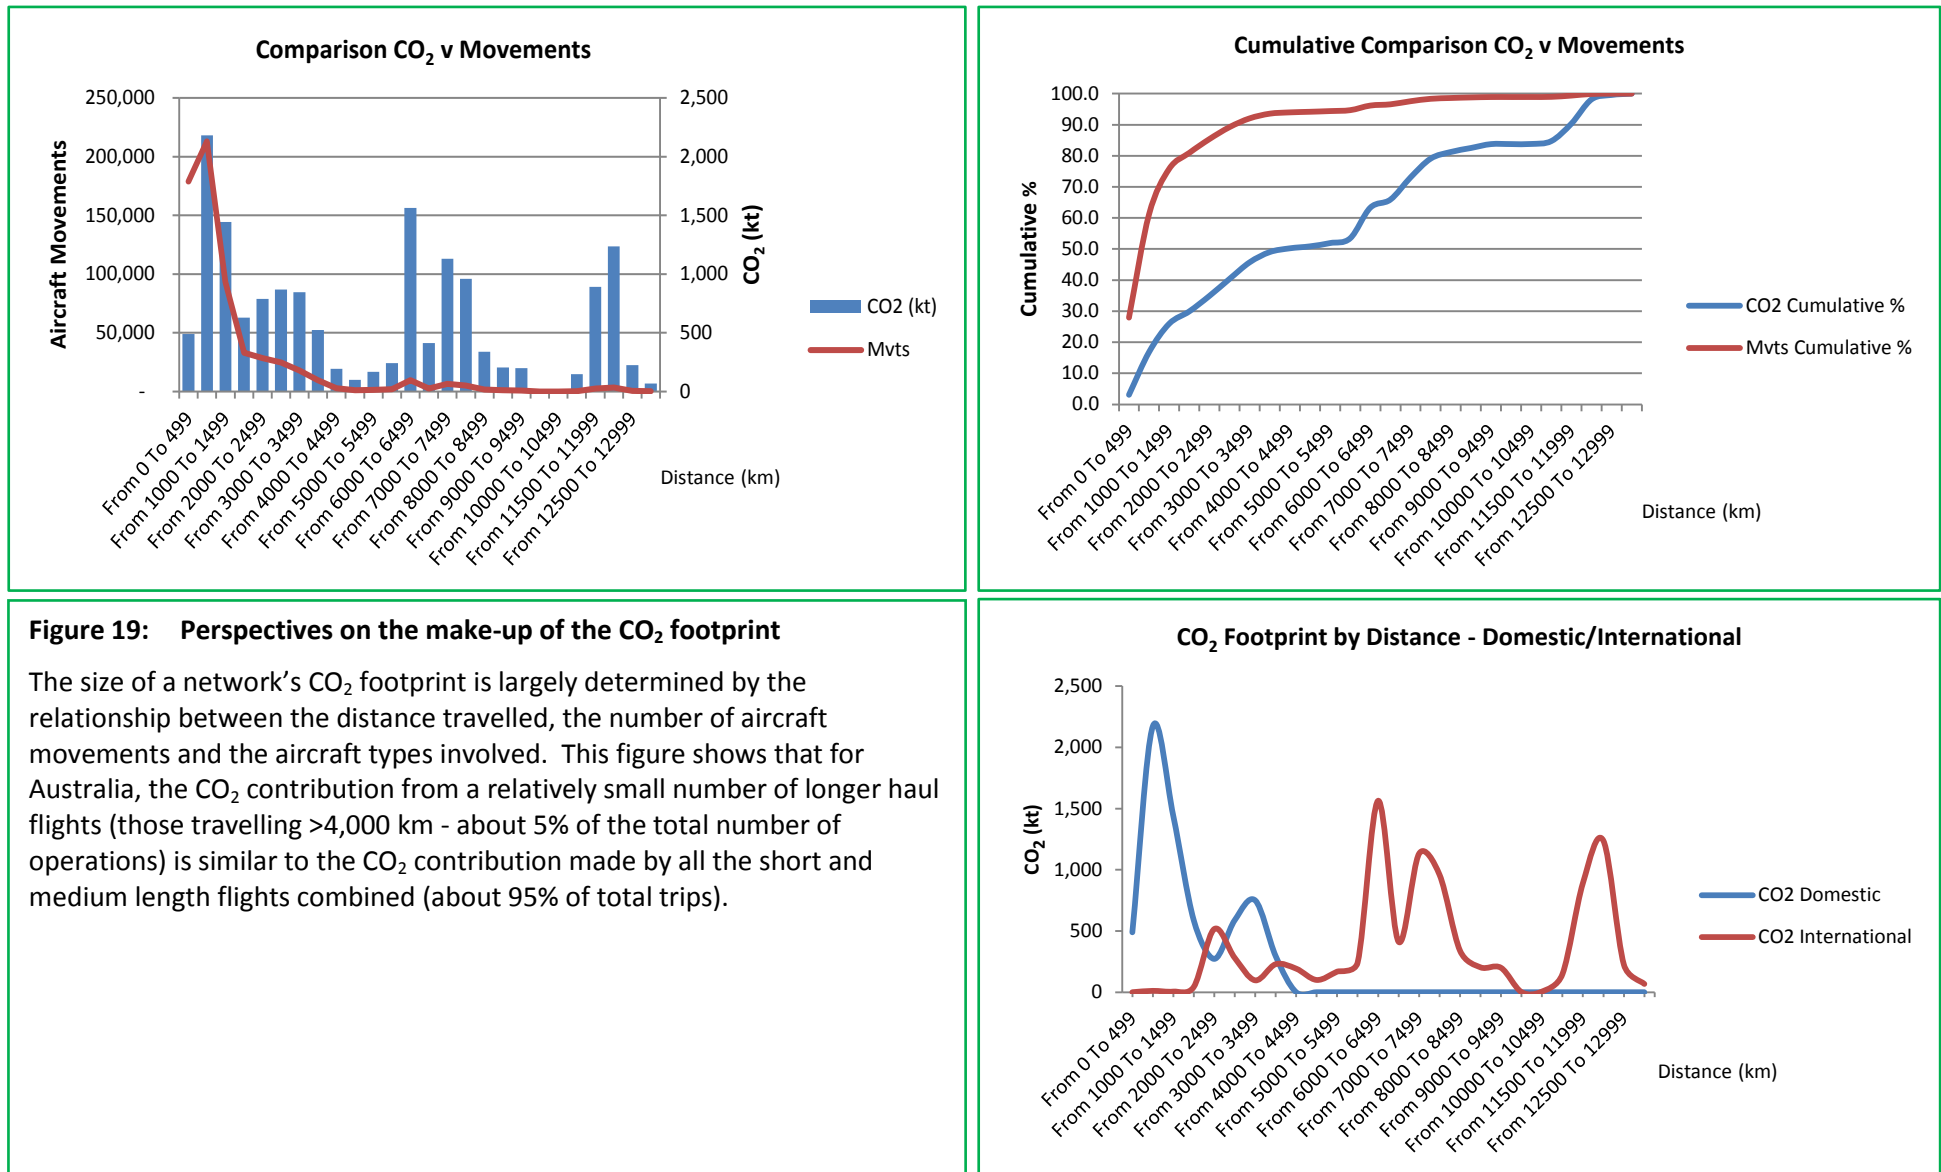 Comparison CO2 v Movements
250,000
200,000
150,000
100,000
50,000
-
Aircraft Movements
2,500
2,000
1,500
1,000
500
0
CO2 (kt)
CO2 (kt)
Mvts
From 0 To 499
From 1000 To 1499
From 2000 To 2499
From 3000 To 3499
From 4000 To 4499
From 5000 To 5499
From 6000 To 6499
From 7000 To 7499
From 8000 To 8499
From 9000 To 9499
From 10000 To 10499
From 11500 To 11999
From 12500 To 12999
Distance (km)
Cumulative Comparison CO2 v Movements
100.0
90.0
80.0
70.0
60.0
50.0
40.0
30.0
20.0
10.0
0.0
Cumulative %
CO2 Cumulative %
Mvts Cumulative %
From 0 To 499
From 1000 To 1499
From 2000 To 2499
From 3000 To 3499
From 4000 To 4499
From 5000 To 5499
From 6000 To 6499
From 7000 To 7499
From 8000 To 8499
From 9000 To 9499
From 10000 To 10499
From 11500 To 11999
From 12500 To 12999
Distance (km)
Figure 19: Perspectives on the make-up of the CO2 footprint
The size of a network’s CO2 footprint is largely determined by the
relationship between the distance travelled, the number of aircraft
movements and the aircraft types involved. This figure shows that for
Australia, the CO2 contribution from a relatively small number of longer haul
flights (those travelling >4,000 km - about 5% of the total number of
operations) is similar to the CO2 contribution made by all the short and
medium length flights combined (about 95% of total trips).
CO2 Footprint by Distance - Domestic/International
2,500
2,000
1,500
1,000
500
0
CO2 (kt)
CO2 Domestic
CO2 International
From 0 To 499
From 1000 To 1499
From 2000 To 2499
From 3000 To 3499
From 4000 To 4499
From 5000 To 5499
From 6000 To 6499
From 7000 To 7499
From 8000 To 8499
From 9000 To 9499
From 10000 To 10499
From 11500 To 11999
From 12500 To 12999
Distance (km)